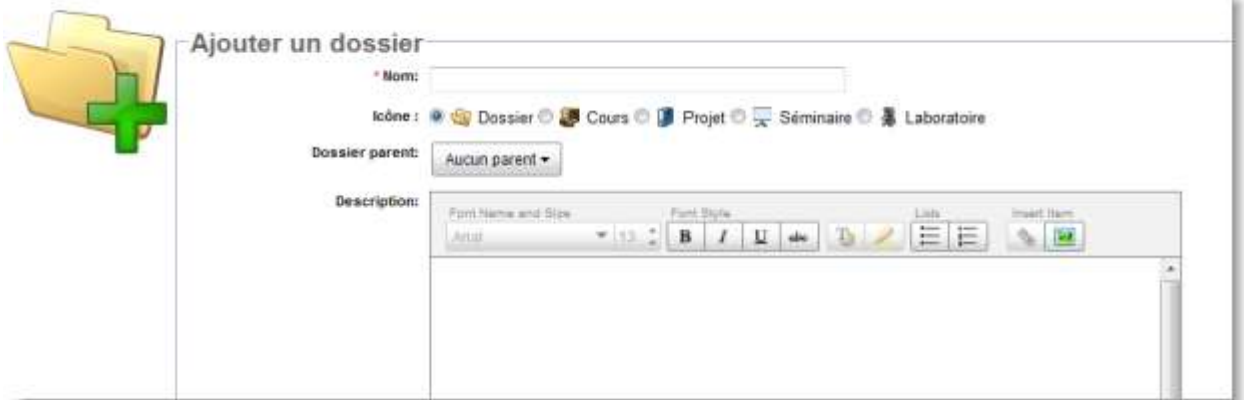 Ajouter un dossier
* Nom:
Icône : Dossier Cours Projet Séminaire Laboratoire
Dossier parent: Aucun parent
Description:
Font Name and Size Font Style Lists Insert Item
Arial 13 B I U abc